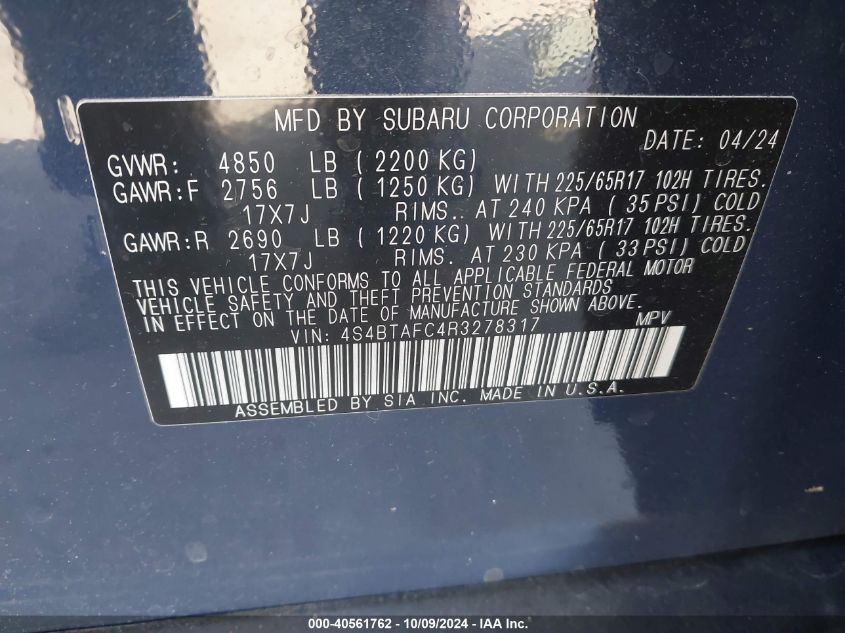 MFD BY SUBARU CORPORATION
DATE: 04/24
GVWR: 4850 LB ( 2200 KG)
GAWR:F 2756 LB ( 1250 KG) WITH 225/65R17 102H TIRES.
17X7J RIMS.. AT 240 KPA ( 35 PSI) COLD
GAWR:R 2690 LB ( 1220 KG) WITH 225/65R17 102H TIRES.
17X7J RIMS. AT 230 KPA ( 33 PSI) COLD
THIS VEHICLE CONFORMS TO ALL APPLICABLE FEDERAL MOTOR
VEHICLE SAFETY AND THEFT PREVENTION STANDARDS
IN EFFECT ON THE DATE OF MANUFACTURE SHOWN ABOVE.
VIN: 4S4BTAFC4R3278317 MPV
ASSEMBLED BY SIA INC. MADE IN U.S.A.
000-40561762 - 10/09/2024 - IAA Inc.